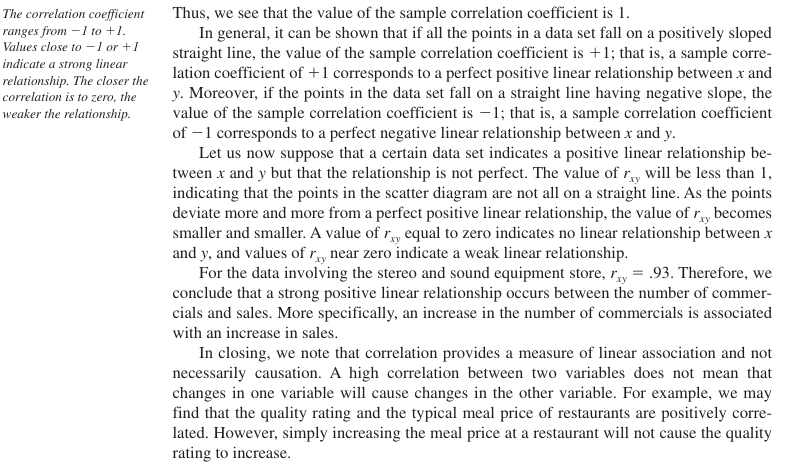 The correlation coefficient
ranges from −1 to +1.
Values close to −1 or +1
indicate a strong linear
relationship. The closer the
correlation is to zero, the
weaker the relationship.
Thus, we see that the value of the sample correlation coefficient is 1.
In general, it can be shown that if all the points in a data set fall on a positively sloped
straight line, the value of the sample correlation coefficient is +1; that is, a sample corre-
lation coefficient of +1 corresponds to a perfect positive linear relationship between x and
y. Moreover, if the points in the data set fall on a straight line having negative slope, the
value of the sample correlation coefficient is −1; that is, a sample correlation coefficient
of −1 corresponds to a perfect negative linear relationship between x and y.
Let us now suppose that a certain data set indicates a positive linear relationship be-
tween x and y but that the relationship is not perfect. The value of rxy will be less than 1,
indicating that the points in the scatter diagram are not all on a straight line. As the points
deviate more and more from a perfect positive linear relationship, the value of rxy becomes
smaller and smaller. A value of rxy equal to zero indicates no linear relationship between x
and y, and values of rxy near zero indicate a weak linear relationship.
For the data involving the stereo and sound equipment store, rxy = .93. Therefore, we
conclude that a strong positive linear relationship occurs between the number of commer-
cials and sales. More specifically, an increase in the number of commercials is associated
with an increase in sales.
In closing, we note that correlation provides a measure of linear association and not
necessarily causation. A high correlation between two variables does not mean that
changes in one variable will cause changes in the other variable. For example, we may
find that the quality rating and the typical meal price of restaurants are positively corre-
lated. However, simply increasing the meal price at a restaurant will not cause the quality
rating to increase.